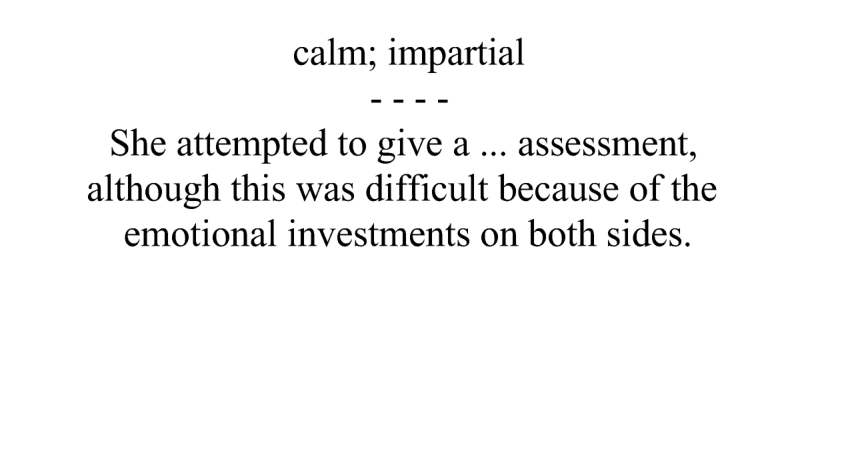 calm; impartial
- - - -
She attempted to give a ... assessment,
although this was difficult because of the
emotional investments on both sides.